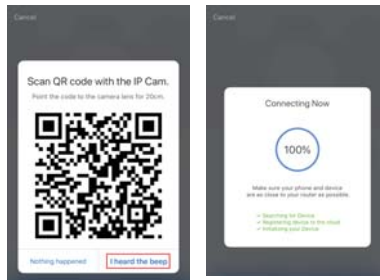 Cancel
Scan QR code with the IP Cam.
Point the code to the camera lens for 20cm.
Nothing happened
I heard the beep
Cancel
Connecting Now
100%
Make sure your phone and device
are as close to your router as possible.
✓ Searching for Device
✓ Registering device to the cloud
✓ Initializing your Device